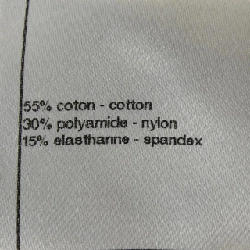 55% coton - cotton
30% polyamide - nylon
15% elasthanne - spandex